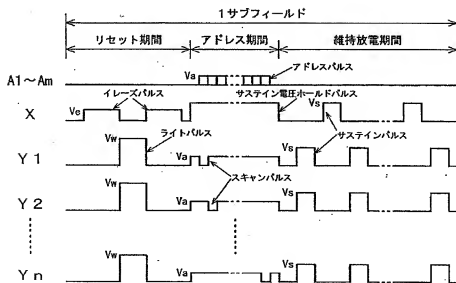 1サブフィールド
リセット期間 アドレス期間 維持放電期間
A1～Am Va アドレスパルス
イレーズパルス サステイン電圧ホールドパルス
X Ve Vs
Vw ライトパルス サステインパルス
Y1 Va Vs
スキャンパルス
Vw
Y2 Va Vs
Vw
Yn Va Vs